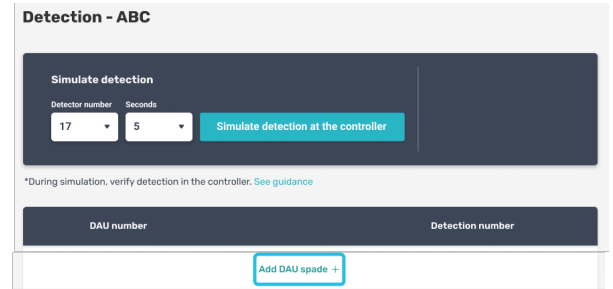 Detection - ABC
Simulate detection
Detector number Seconds
17 5 Simulate detection at the controller
*During simulation, verify detection in the controller. See guidance
DAU number Detection number
Add DAU spade +